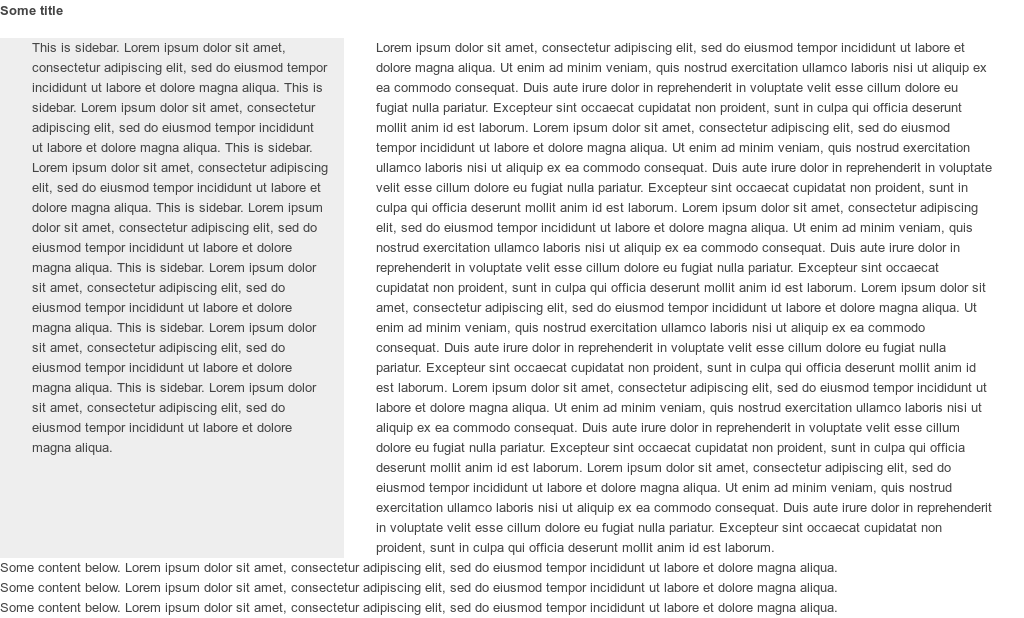 Some title
This is sidebar. Lorem ipsum dolor sit amet,
consectetur adipiscing elit, sed do eiusmod tempor
incididunt ut labore et dolore magna aliqua. This is
sidebar. Lorem ipsum dolor sit amet, consectetur
adipiscing elit, sed do eiusmod tempor incididunt
ut labore et dolore magna aliqua. This is sidebar.
Lorem ipsum dolor sit amet, consectetur adipiscing
elit, sed do eiusmod tempor incididunt ut labore et
dolore magna aliqua. This is sidebar. Lorem ipsum
dolor sit amet, consectetur adipiscing elit, sed do
eiusmod tempor incididunt ut labore et dolore
magna aliqua. This is sidebar. Lorem ipsum dolor
sit amet, consectetur adipiscing elit, sed do
eiusmod tempor incididunt ut labore et dolore
magna aliqua. This is sidebar. Lorem ipsum dolor
sit amet, consectetur adipiscing elit, sed do
eiusmod tempor incididunt ut labore et dolore
magna aliqua. This is sidebar. Lorem ipsum dolor
sit amet, consectetur adipiscing elit, sed do
eiusmod tempor incididunt ut labore et dolore
magna aliqua.
Lorem ipsum dolor sit amet, consectetur adipiscing elit, sed do eiusmod tempor incididunt ut labore et
dolore magna aliqua. Ut enim ad minim veniam, quis nostrud exercitation ullamco laboris nisi ut aliquip ex
ea commodo consequat. Duis aute irure dolor in reprehenderit in voluptate velit esse cillum dolore eu
fugiat nulla pariatur. Excepteur sint occaecat cupidatat non proident, sunt in culpa qui officia deserunt
mollit anim id est laborum. Lorem ipsum dolor sit amet, consectetur adipiscing elit, sed do eiusmod
tempor incididunt ut labore et dolore magna aliqua. Ut enim ad minim veniam, quis nostrud exercitation
ullamco laboris nisi ut aliquip ex ea commodo consequat. Duis aute irure dolor in reprehenderit in voluptate
velit esse cillum dolore eu fugiat nulla pariatur. Excepteur sint occaecat cupidatat non proident, sunt in
culpa qui officia deserunt mollit anim id est laborum. Lorem ipsum dolor sit amet, consectetur adipiscing
elit, sed do eiusmod tempor incididunt ut labore et dolore magna aliqua. Ut enim ad minim veniam, quis
nostrud exercitation ullamco laboris nisi ut aliquip ex ea commodo consequat. Duis aute irure dolor in
reprehenderit in voluptate velit esse cillum dolore eu fugiat nulla pariatur. Excepteur sint occaecat
cupidatat non proident, sunt in culpa qui officia deserunt mollit anim id est laborum. Lorem ipsum dolor sit
amet, consectetur adipiscing elit, sed do eiusmod tempor incididunt ut labore et dolore magna aliqua. Ut
enim ad minim veniam, quis nostrud exercitation ullamco laboris nisi ut aliquip ex ea commodo
consequat. Duis aute irure dolor in reprehenderit in voluptate velit esse cillum dolore eu fugiat nulla
pariatur. Excepteur sint occaecat cupidatat non proident, sunt in culpa qui officia deserunt mollit anim id
est laborum. Lorem ipsum dolor sit amet, consectetur adipiscing elit, sed do eiusmod tempor incididunt ut
labore et dolore magna aliqua. Ut enim ad minim veniam, quis nostrud exercitation ullamco laboris nisi ut
aliquip ex ea commodo consequat. Duis aute irure dolor in reprehenderit in voluptate velit esse cillum
dolore eu fugiat nulla pariatur. Excepteur sint occaecat cupidatat non proident, sunt in culpa qui officia
deserunt mollit anim id est laborum. Lorem ipsum dolor sit amet, consectetur adipiscing elit, sed do
eiusmod tempor incididunt ut labore et dolore magna aliqua. Ut enim ad minim veniam, quis nostrud
exercitation ullamco laboris nisi ut aliquip ex ea commodo consequat. Duis aute irure dolor in reprehenderit
in voluptate velit esse cillum dolore eu fugiat nulla pariatur. Excepteur sint occaecat cupidatat non
proident, sunt in culpa qui officia deserunt mollit anim id est laborum.
Some content below. Lorem ipsum dolor sit amet, consectetur adipiscing elit, sed do eiusmod tempor incididunt ut labore et dolore magna aliqua.
Some content below. Lorem ipsum dolor sit amet, consectetur adipiscing elit, sed do eiusmod tempor incididunt ut labore et dolore magna aliqua.
Some content below. Lorem ipsum dolor sit amet, consectetur adipiscing elit, sed do eiusmod tempor incididunt ut labore et dolore magna aliqua.